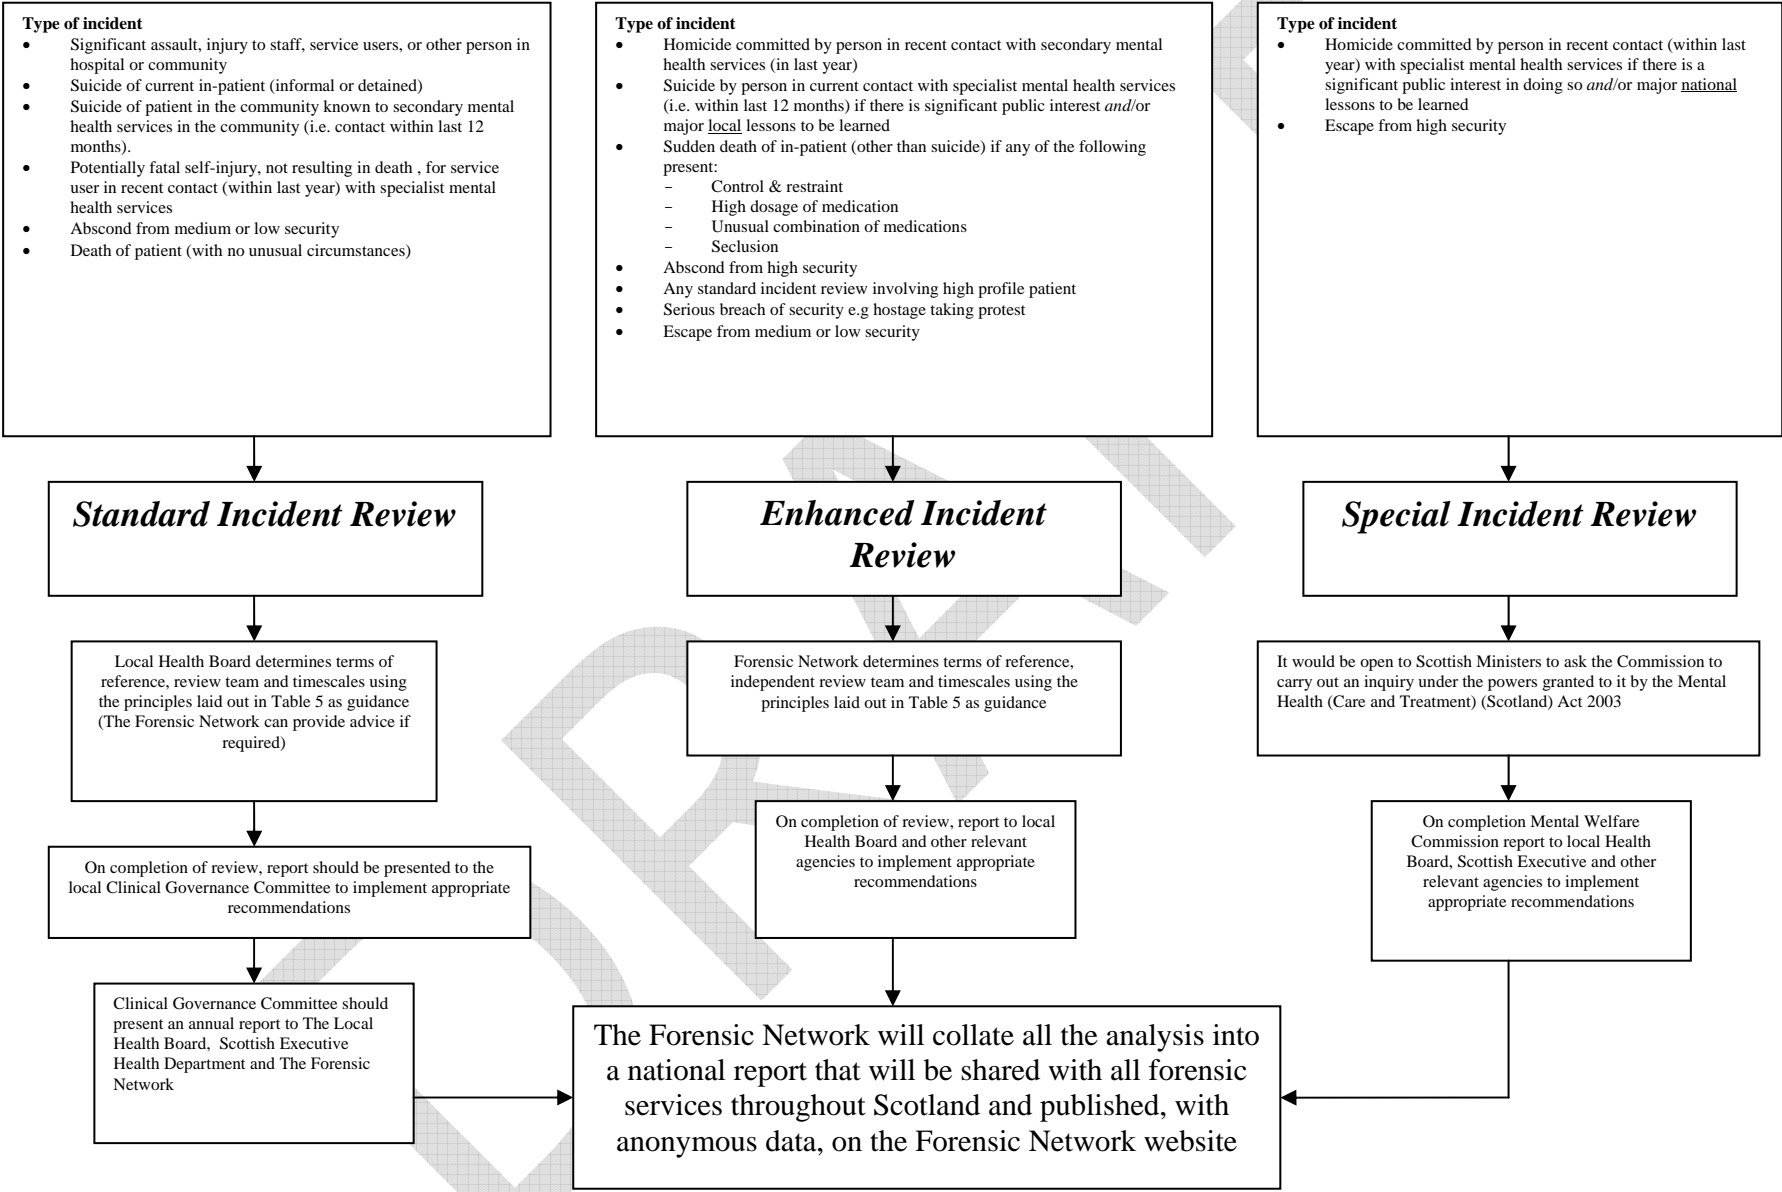 Type of incident
• Significant assault, injury to staff, service users, or other person in
hospital or community
• Suicide of current in-patient (informal or detained)
• Suicide of patient in the community known to secondary mental
health services in the community (i.e. contact within last 12
months).
• Potentially fatal self-injury, not resulting in death , for service
user in recent contact (within last year) with specialist mental
health services
• Abscond from medium or low security
• Death of patient (with no unusual circumstances)
Type of incident
• Homicide committed by person in recent contact with secondary mental
health services (in last year)
• Suicide by person in current contact with specialist mental health services
(i.e. within last 12 months) if there is significant public interest and/or
major local lessons to be learned
• Sudden death of in-patient (other than suicide) if any of the following
present:
- Control & restraint
- High dosage of medication
- Unusual combination of medications
- Seclusion
• Abscond from high security
• Any standard incident review involving high profile patient
• Serious breach of security e.g hostage taking protest
• Escape from medium or low security
Type of incident
• Homicide committed by person in recent contact (within last
year) with specialist mental health services if there is a
significant public interest in doing so and/or major national
lessons to be learned
• Escape from high security
Standard Incident Review
Enhanced Incident
Review
Special Incident Review
Local Health Board determines terms of
reference, review team and timescales using
the principles laid out in Table 5 as guidance
(The Forensic Network can provide advice if
required)
Forensic Network determines terms of reference,
independent review team and timescales using the
principles laid out in Table 5 as guidance
It would be open to Scottish Ministers to ask the Commission to
carry out an inquiry under the powers granted to it by the Mental
Health (Care and Treatment) (Scotland) Act 2003
On completion of review, report should be presented to the
local Clinical Governance Committee to implement appropriate
recommendations
On completion of review, report to local
Health Board and other relevant
agencies to implement appropriate
recommendations
On completion Mental Welfare
Commission report to local Health
Board, Scottish Executive and other
relevant agencies to implement
appropriate recommendations
Clinical Governance Committee should
present an annual report to The Local
Health Board, Scottish Executive
Health Department and The Forensic
Network
The Forensic Network will collate all the analysis into
a national report that will be shared with all forensic
services throughout Scotland and published, with
anonymous data, on the Forensic Network website
DRAFT